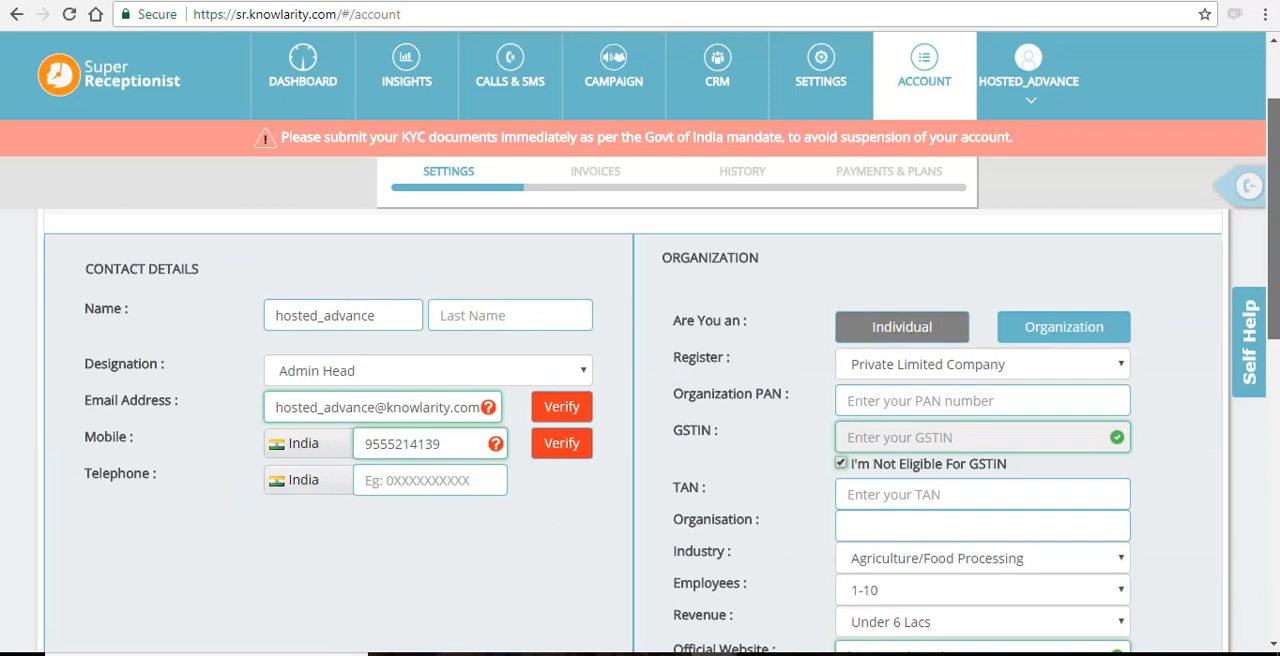 Secure
https://sr.knowlarity.com/#/account
Super
Receptionist
DASHBOARD
INSIGHTS
CALLS & SMS
CAMPAIGN
CRM
SETTINGS
ACCOUNT
HOSTED_ADVANCE
Please submit your KYC documents immediately as per the Govt of India mandate, to avoid suspension of your account.
SETTINGS
INVOICES
HISTORY
PAYMENTS & PLANS
CONTACT DETAILS
Name :
hosted_advance
Last Name
Designation :
Admin Head
Email Address :
hosted_advance@knowlarity.com
Verify
Mobile :
India
9555214139
Verify
Telephone :
India
Eg: 0XXXXXXXXXX
ORGANIZATION
Are You an :
Individual
Organization
Register :
Private Limited Company
Organization PAN :
Enter your PAN number
GSTIN :
Enter your GSTIN
I'm Not Eligible For GSTIN
TAN :
Enter your TAN
Organisation :
Industry :
Agriculture/Food Processing
Employees :
1-10
Revenue :
Under 6 Lacs
Official Website :
Self Help